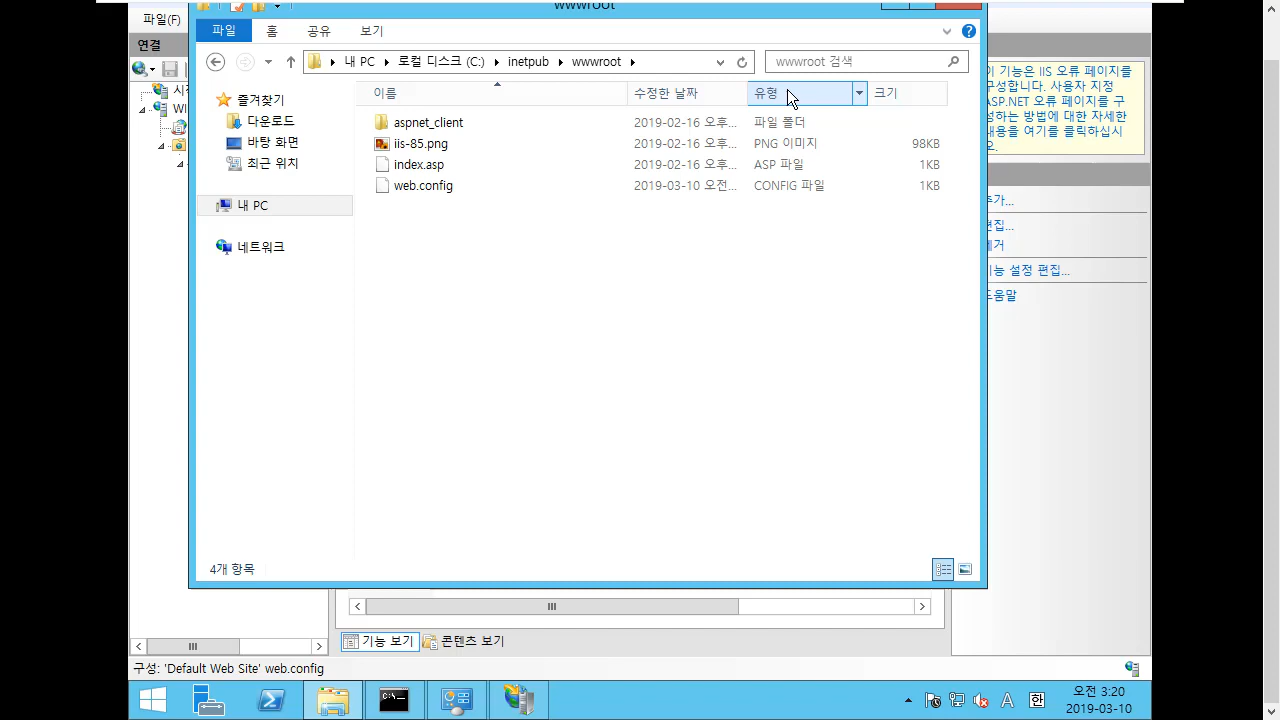 wwwroot
파일(F)
파일
홈
공유
보기
연결
내 PC
로컬 디스크 (C:)
inetpub
wwwroot
wwwroot 검색
이름
수정한 날짜
유형
크기
즐겨찾기
다운로드
바탕 화면
최근 위치
내 PC
네트워크
시작
WI
aspnet_client
2019-02-16 오후...
파일 폴더
iis-85.png
2019-02-16 오후...
PNG 이미지
98KB
index.asp
2019-02-16 오후...
ASP 파일
1KB
web.config
2019-03-10 오전...
CONFIG 파일
1KB
4개 항목
이 기능은 IIS 오류 페이지를
구성합니다. 사용자 지정
ASP.NET 오류 페이지를 구
성하는 방법에 대한 자세한
내용을 여기를 클릭하십시
오.
추가...
편집...
제거
기능 설정 편집...
도움말
기능 보기
콘텐츠 보기
구성: 'Default Web Site' web.config
A
한
오전 3:20
2019-03-10